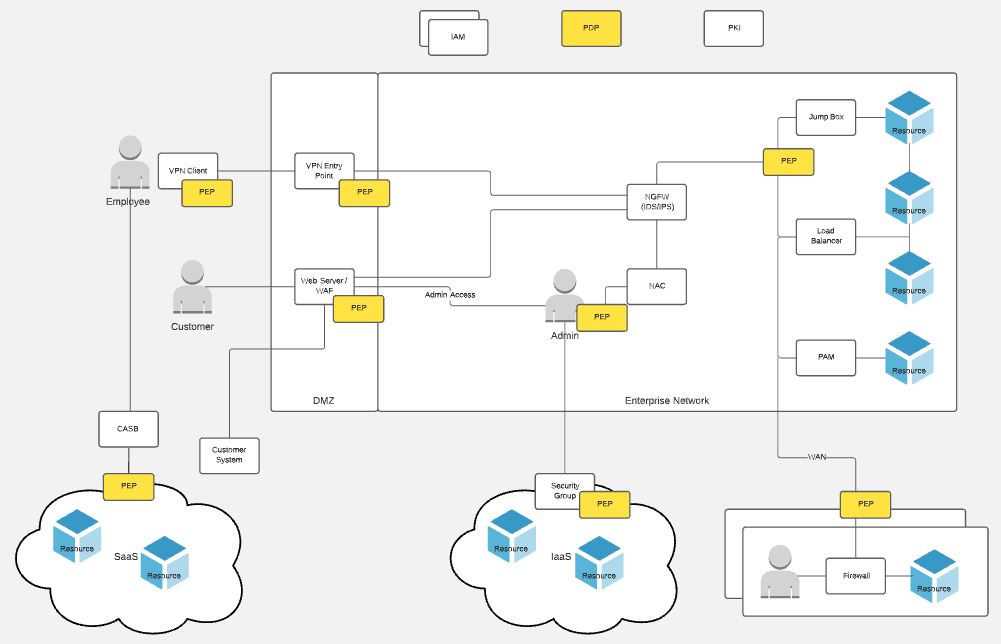 IAM
PDP
PKI
Jump Box
Resource
VPN Client
PEP
Employee
VPN Entry
Point
PEP
PEP
NGFW
(IDS/IPS)
Resource
Load
Balancer
Resource
Customer
Web Server /
WAF
PEP
Admin Access
Admin
PEP
NAC
PAM
Resource
DMZ
Enterprise Network
CASB
Customer
System
WAN
PEP
Resource
SaaS
Resource
Security
Group
PEP
Resource
IaaS
Resource
PEP
Firewall
Resource